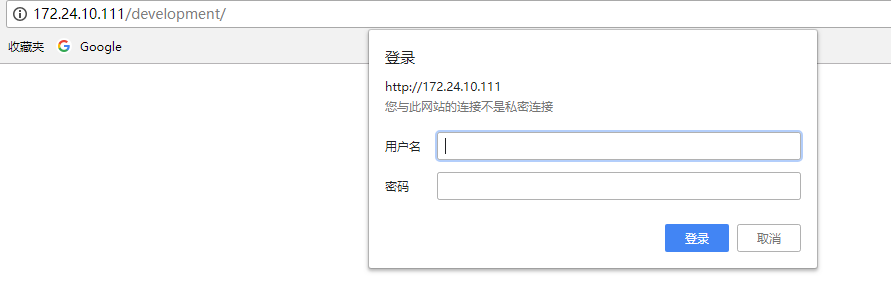 172.24.10.111/development/
收藏夹 Google
登录
http://172.24.10.111
您与此网站的连接不是私密连接
用户名
密码
登录 取消